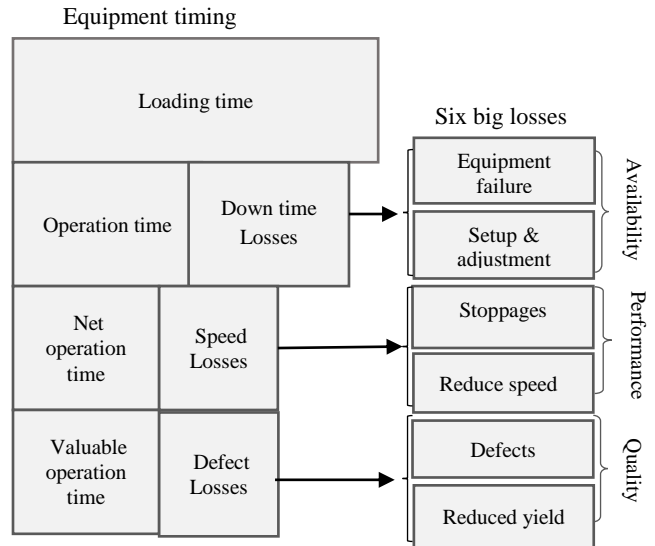 Equipment timing
Loading time
Six big losses
Operation time
Down time
Losses
Equipment
failure
Setup &
adjustment
Availability
Net
operation
time
Speed
Losses
Stoppages
Reduce speed
Performance
Valuable
operation
time
Defect
Losses
Defects
Reduced yield
Quality